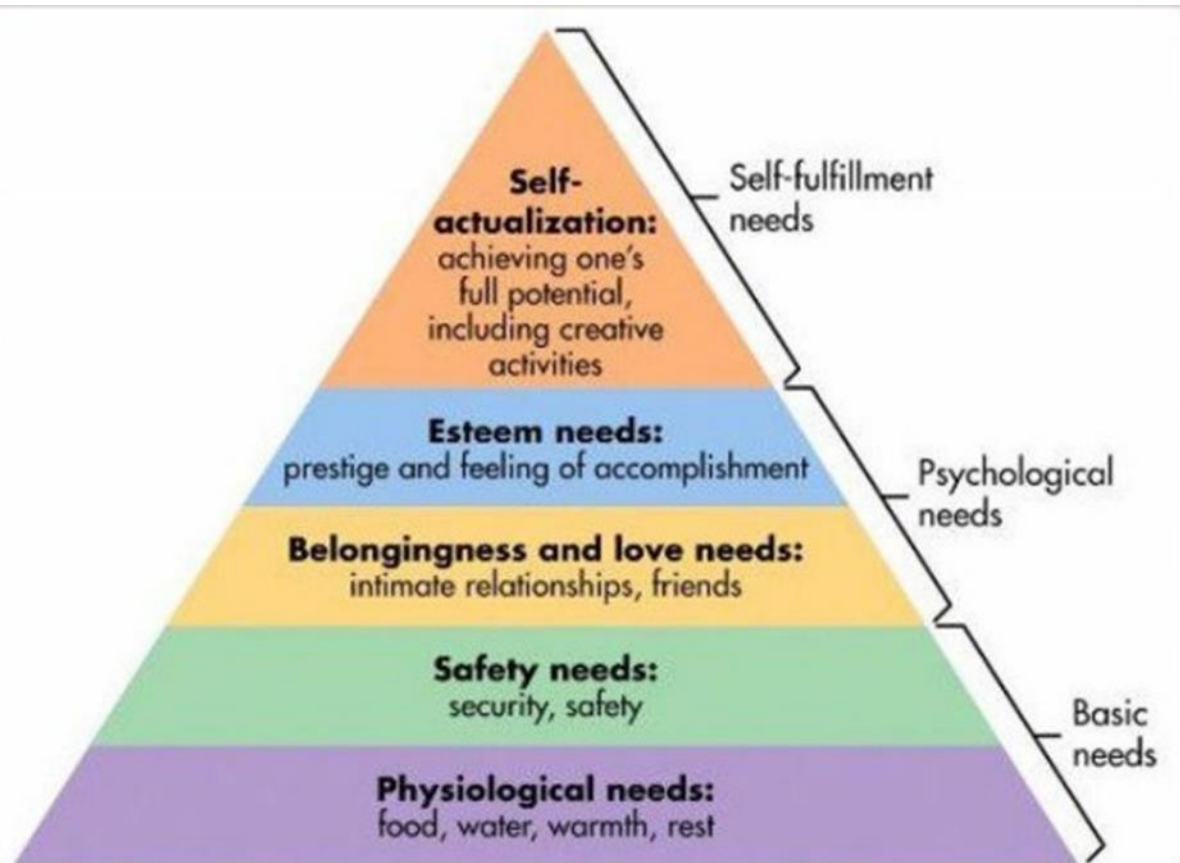 Self-
actualization:
achieving one's
full potential,
including creative
activities
Self-fulfillment
needs
Esteem needs:
prestige and feeling of accomplishment
Psychological
needs
Belongingness and love needs:
intimate relationships, friends
Safety needs:
security, safety
Basic
needs
Physiological needs:
food, water, warmth, rest